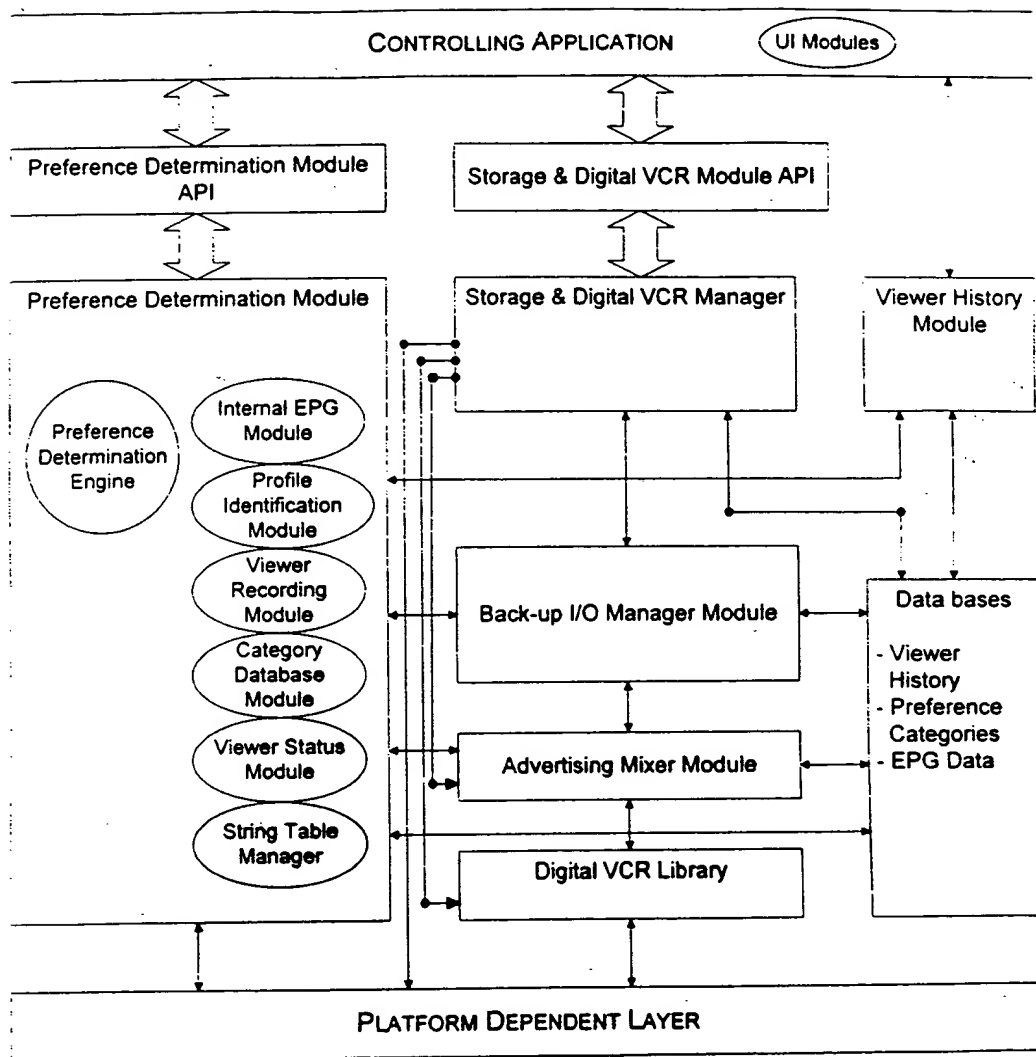 CONTROLLING APPLICATION
UI Modules
Preference Determination Module
API
Storage & Digital VCR Module API
Preference Determination Module
Storage & Digital VCR Manager
Viewer History
Module
Preference
Determination
Engine
Internal EPG
Module
Profile
Identification
Module
Viewer
Recording
Module
Category
Database
Module
Viewer Status
Module
String Table
Manager
Back-up I/O Manager Module
Advertising Mixer Module
Digital VCR Library
Data bases
- Viewer
History
- Preference
Categories
- EPG Data
PLATFORM DEPENDENT LAYER